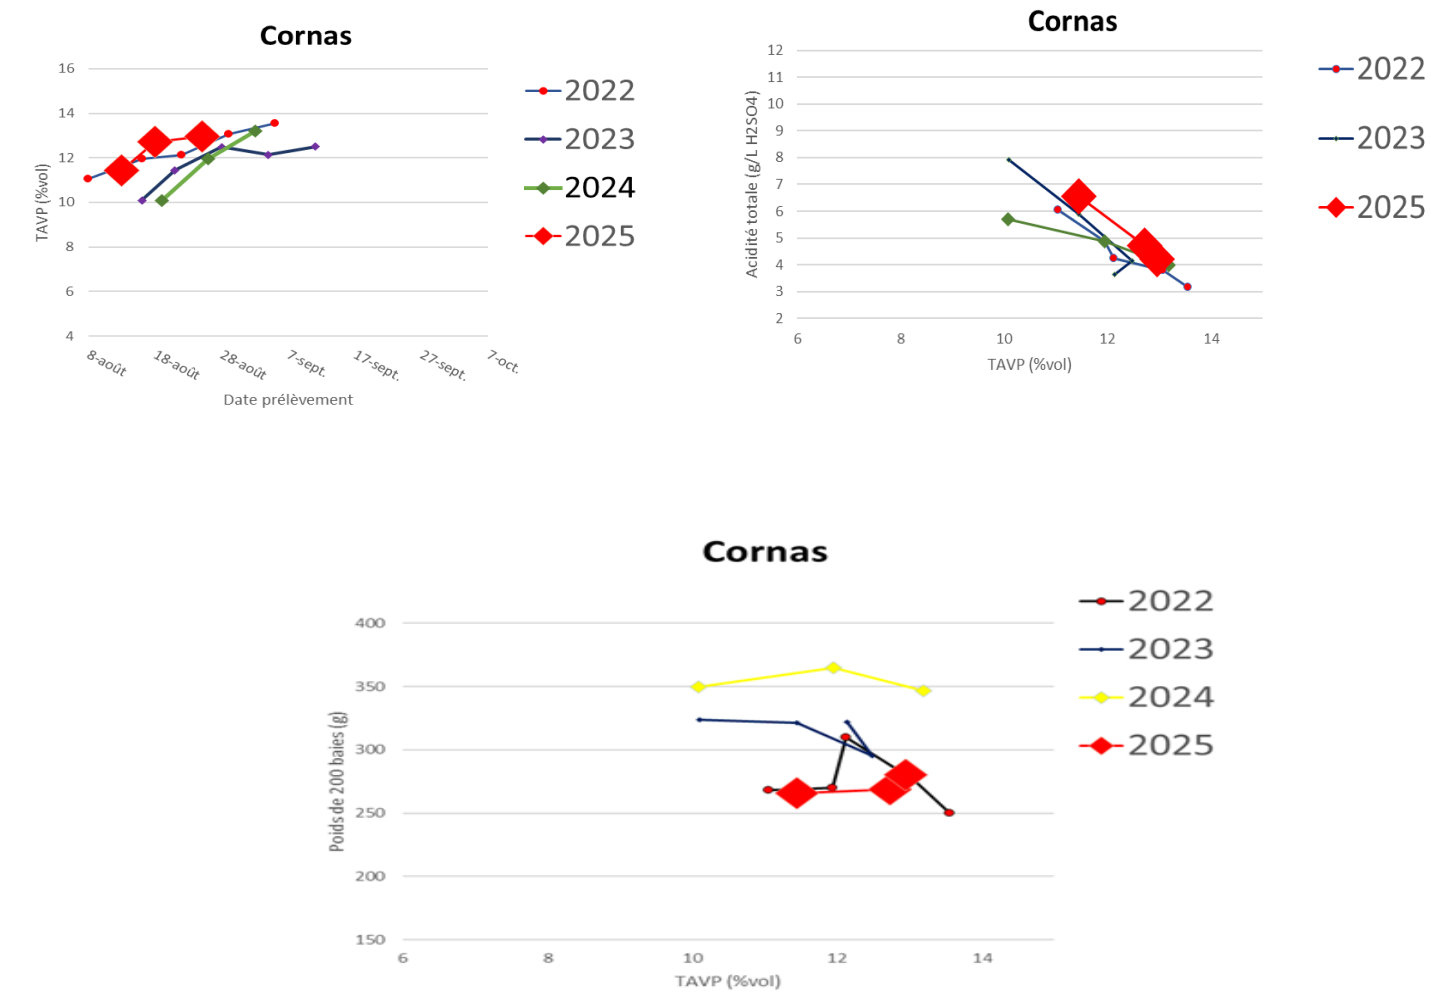 Cornas
16
14
12
10
8
6
4
TAVP (%vol)
8-août
18-août
28-août
7-sept.
17-sept.
27-sept.
7-oct.
Date prélèvement
2022
2023
2024
2025
Cornas
12
11
10
9
8
7
6
5
4
3
2
Acidité totale (g/L H2SO4)
6
8
10
12
14
TAVP (%vol)
2022
2023
2025
Cornas
400
350
300
250
200
150
Poids de 200 baies (g)
6
8
10
12
14
TAVP (%vol)
2022
2023
2024
2025